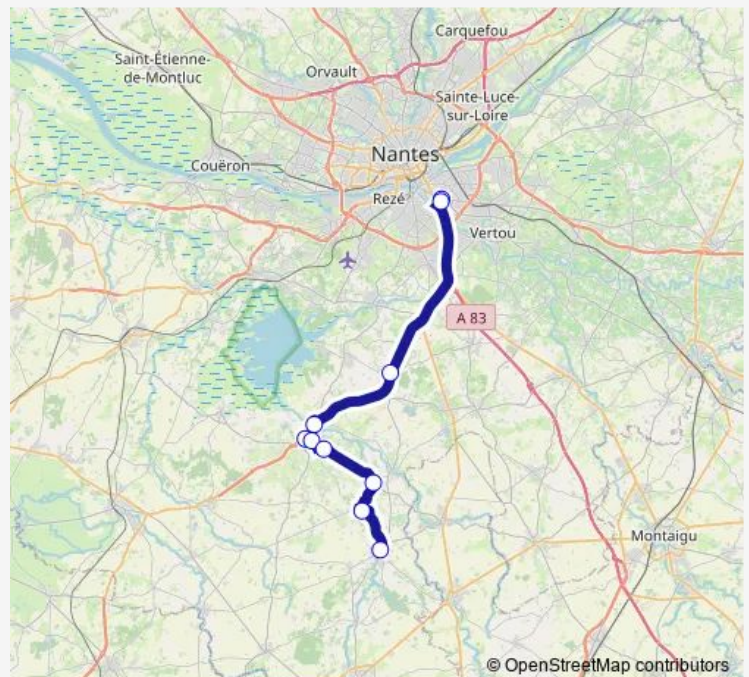 Carquefou
Saint-Étienne-
de-Montluc
Orvault
Sainte-Luce-
sur-Loire
Nantes
Couëron
Rezé
Vertou
A 83
Montaigu
© OpenStreetMap contributors